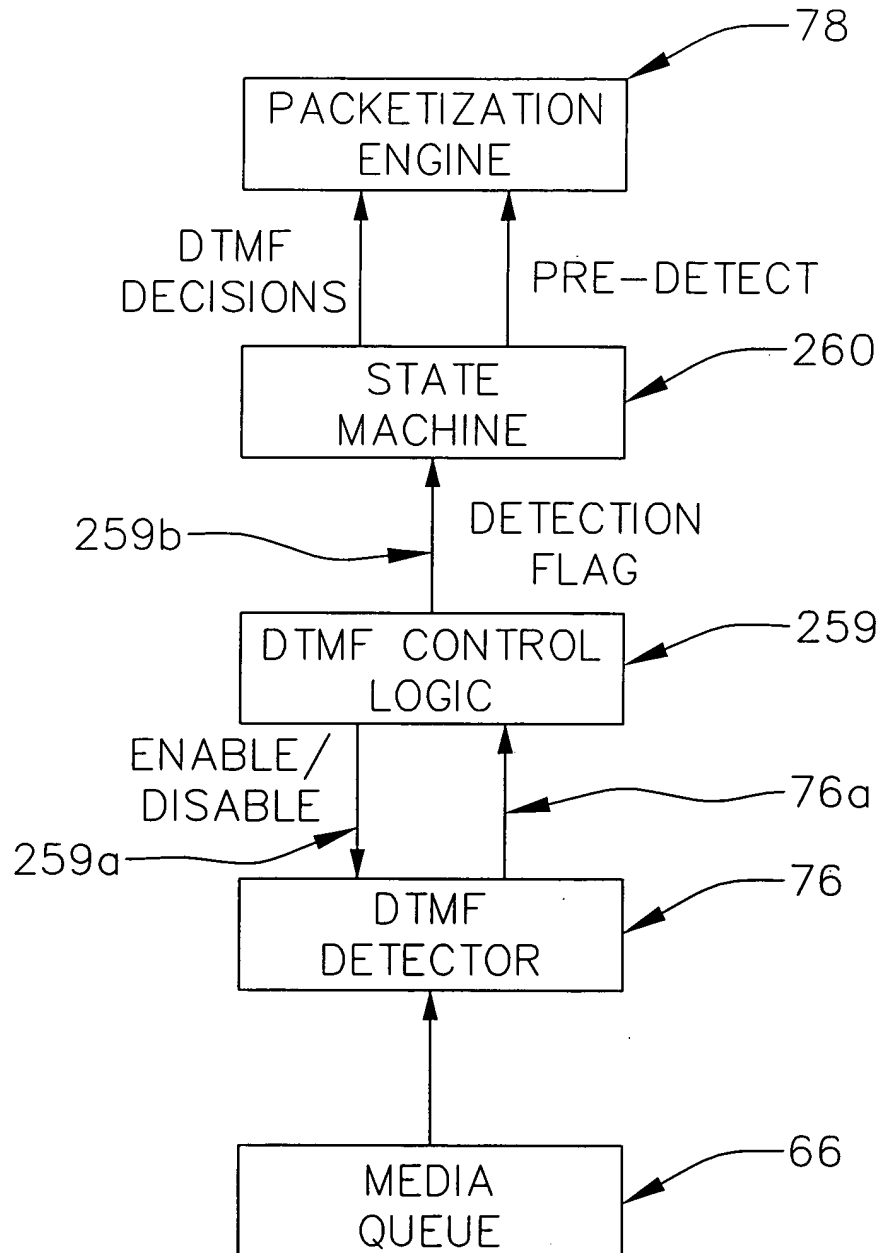 78
PACKETIZATION
ENGINE
DTMF
DECISIONS
PRE-DETECT
260
STATE
MACHINE
259b
DETECTION
FLAG
259
DTMF CONTROL
LOGIC
ENABLE/
DISABLE
76a
259a
76
DTMF
DETECTOR
66
MEDIA
QUEUE